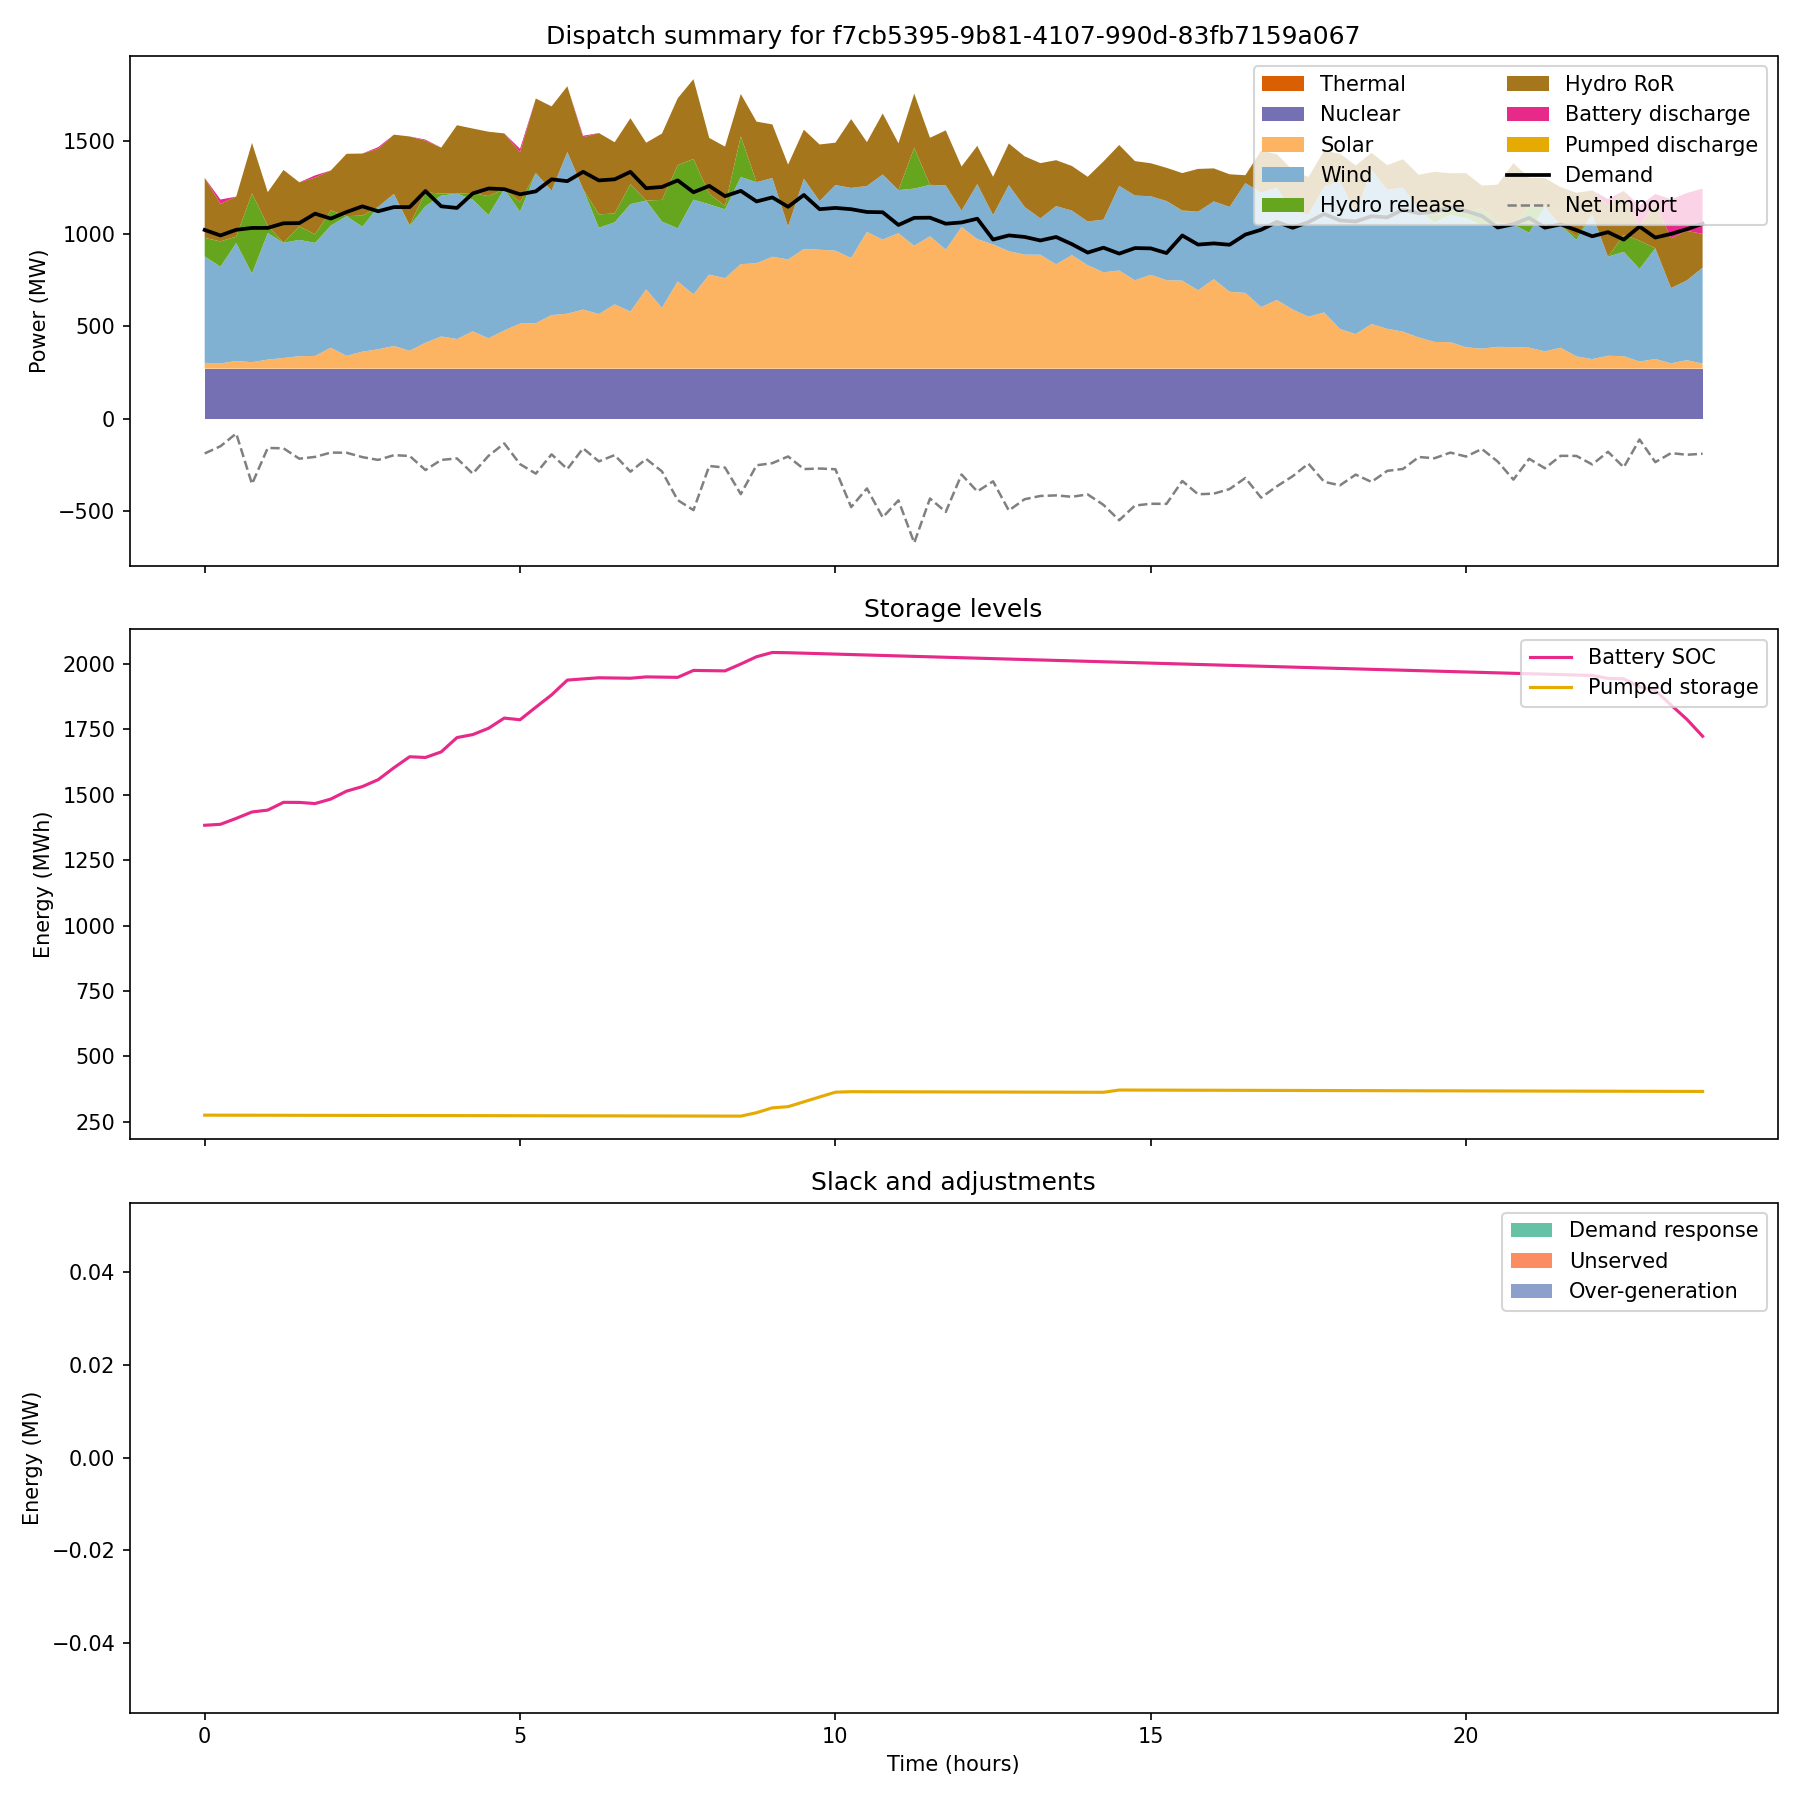 Dispatch summary for f7cb5395-9b81-4107-990d-83fb7159a067
Thermal
Nuclear
Solar
Wind
Hydro release
Hydro RoR
Battery discharge
Pumped discharge
Demand
Net import
Power (MW)
1500
1000
500
0
−500
Storage levels
Battery SOC
Pumped storage
Energy (MWh)
2000
1750
1500
1250
1000
750
500
250
Slack and adjustments
Demand response
Unserved
Over-generation
Energy (MW)
0.04
0.02
0.00
−0.02
−0.04
0
5
10
15
20
Time (hours)